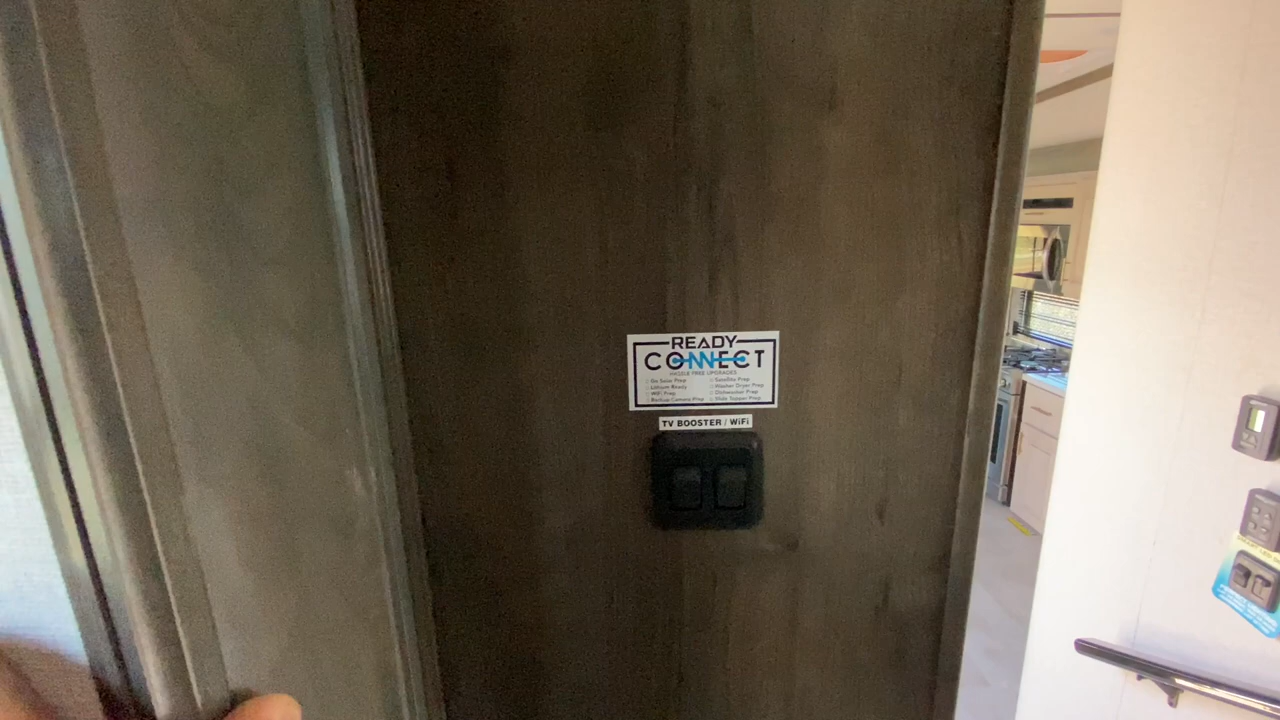 READY
CONNECT
HASSLE FREE UPGRADES
Go Solar Prep
Satellite Prep
Lithium Ready
Washer Dryer Prep
WiFi Prep
Dishwasher Prep
Backup Camera Prep
Slide Topper Prep
TV BOOSTER / WiFi